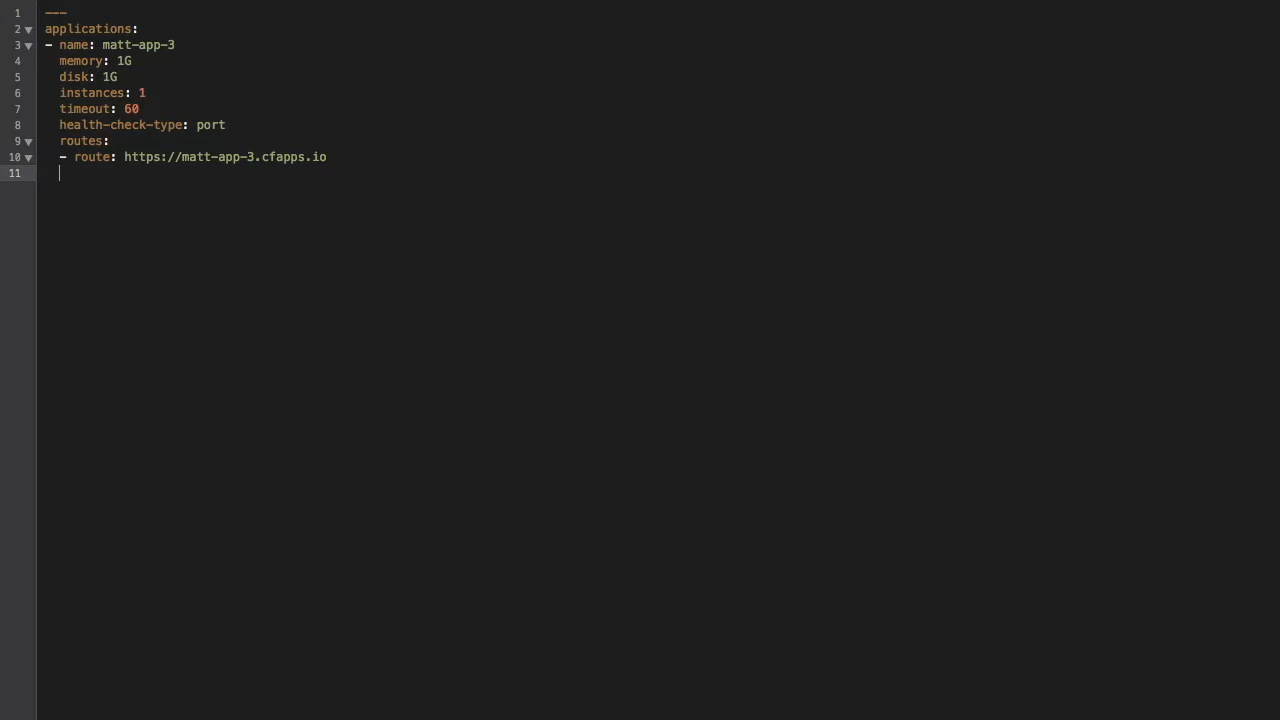 1 ---
2 applications:
3 - name: matt-app-3
4   memory: 1G
5   disk: 1G
6   instances: 1
7   timeout: 60
8   health-check-type: port
9   routes:
10   - route: https://matt-app-3.cfapps.io
11